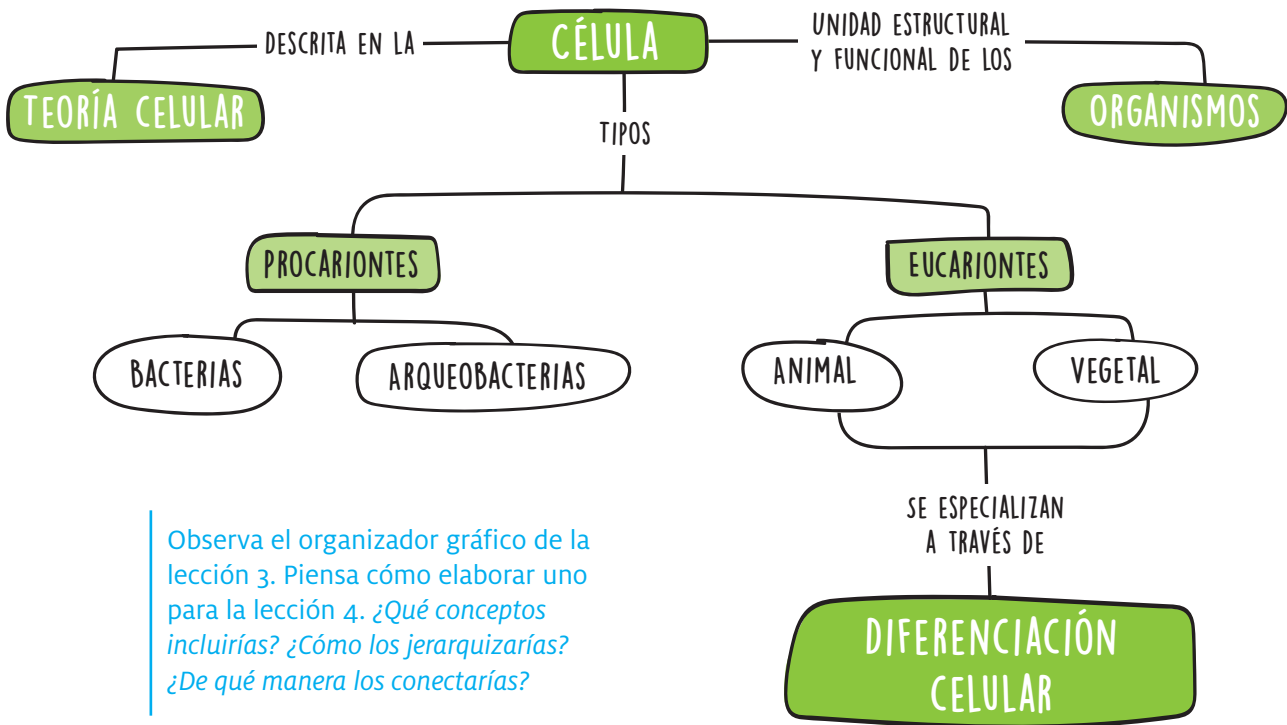 DESCRITA EN LA
CÉLULA
UNIDAD ESTRUCTURAL
Y FUNCIONAL DE LOS
TEORÍA CELULAR
ORGANISMOS
TIPOS
PROCARIONTES
EUCARIONTES
BACTERIAS
ARQUEOBACTERIAS
ANIMAL
VEGETAL
SE ESPECIALIZAN
A TRAVÉS DE
DIFERENCIACIÓN
CELULAR
Observa el organizador gráfico de la
lección 3. Piensa cómo elaborar uno
para la lección 4. ¿Qué conceptos
incluirías? ¿Cómo los jerarquizarías?
¿De qué manera los conectarías?